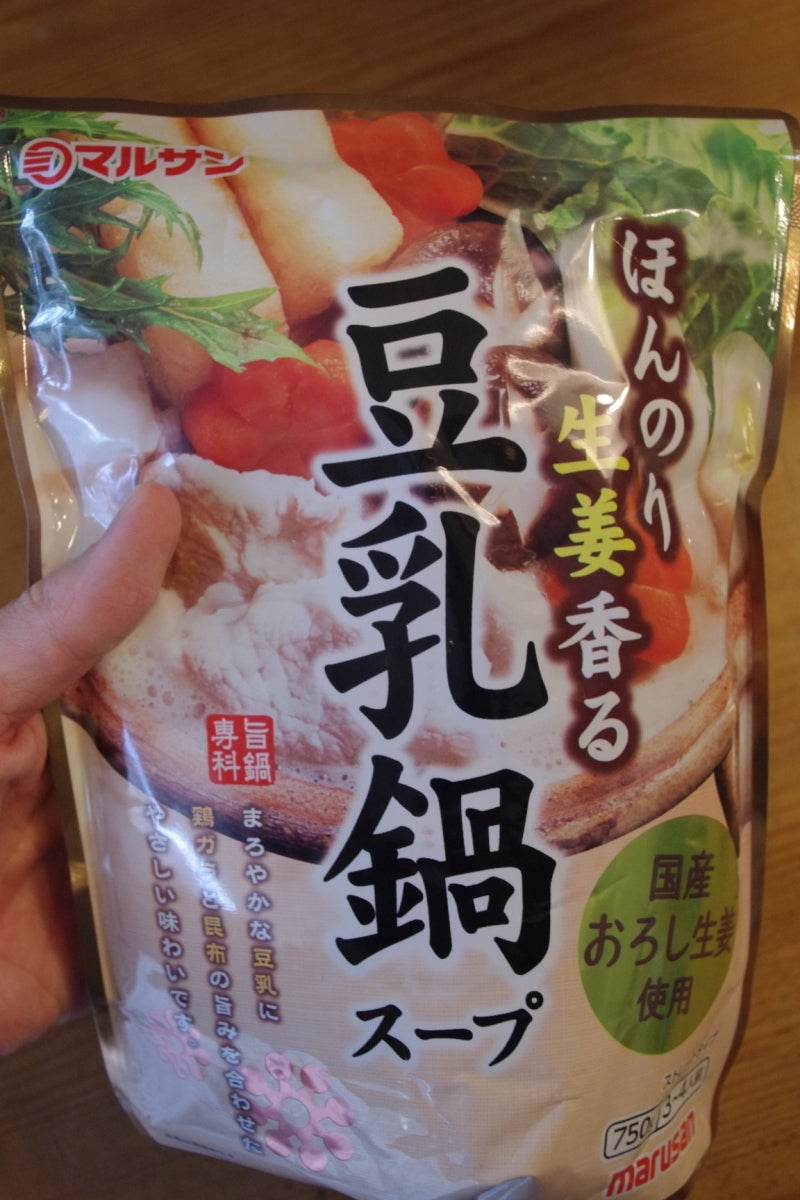 マルサン
ほんのり
生姜香る
豆乳鍋
スープ
旨鍋
専科
まろやかな豆乳に
鶏ガラと昆布の旨みを合わせた
やさしい味わいです。
国産
おろし生姜
使用
3~4人前
750g
marusan